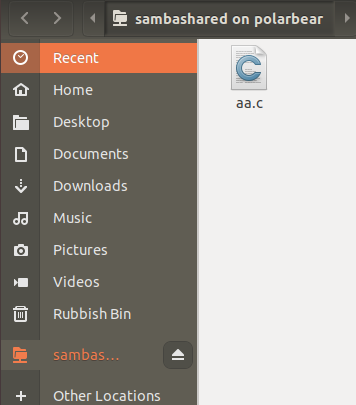 sambashared on polarbear
Recent
Home
Desktop
Documents
Downloads
Music
Pictures
Videos
Rubbish Bin
sambas…
Other Locations
aa.c